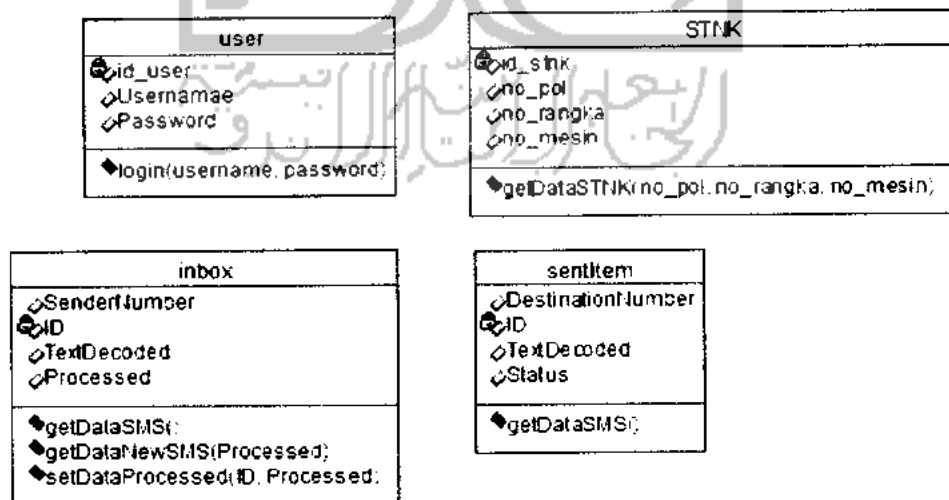 user
id_user
Usernamae
Password
login(username, password)
STNK
id_stnk
no_pol
no_rangka
no_mesin
getDataSTNK(no_pol, no_rangka, no_mesin)
inbox
SenderNumber
ID
TextDecoded
Processed
getDataSMS()
getDataNewSMS(Processed)
setDataProcessed(ID, Processed)
sentItem
DestinationNumber
ID
TextDecoded
Status
getDataSMS()